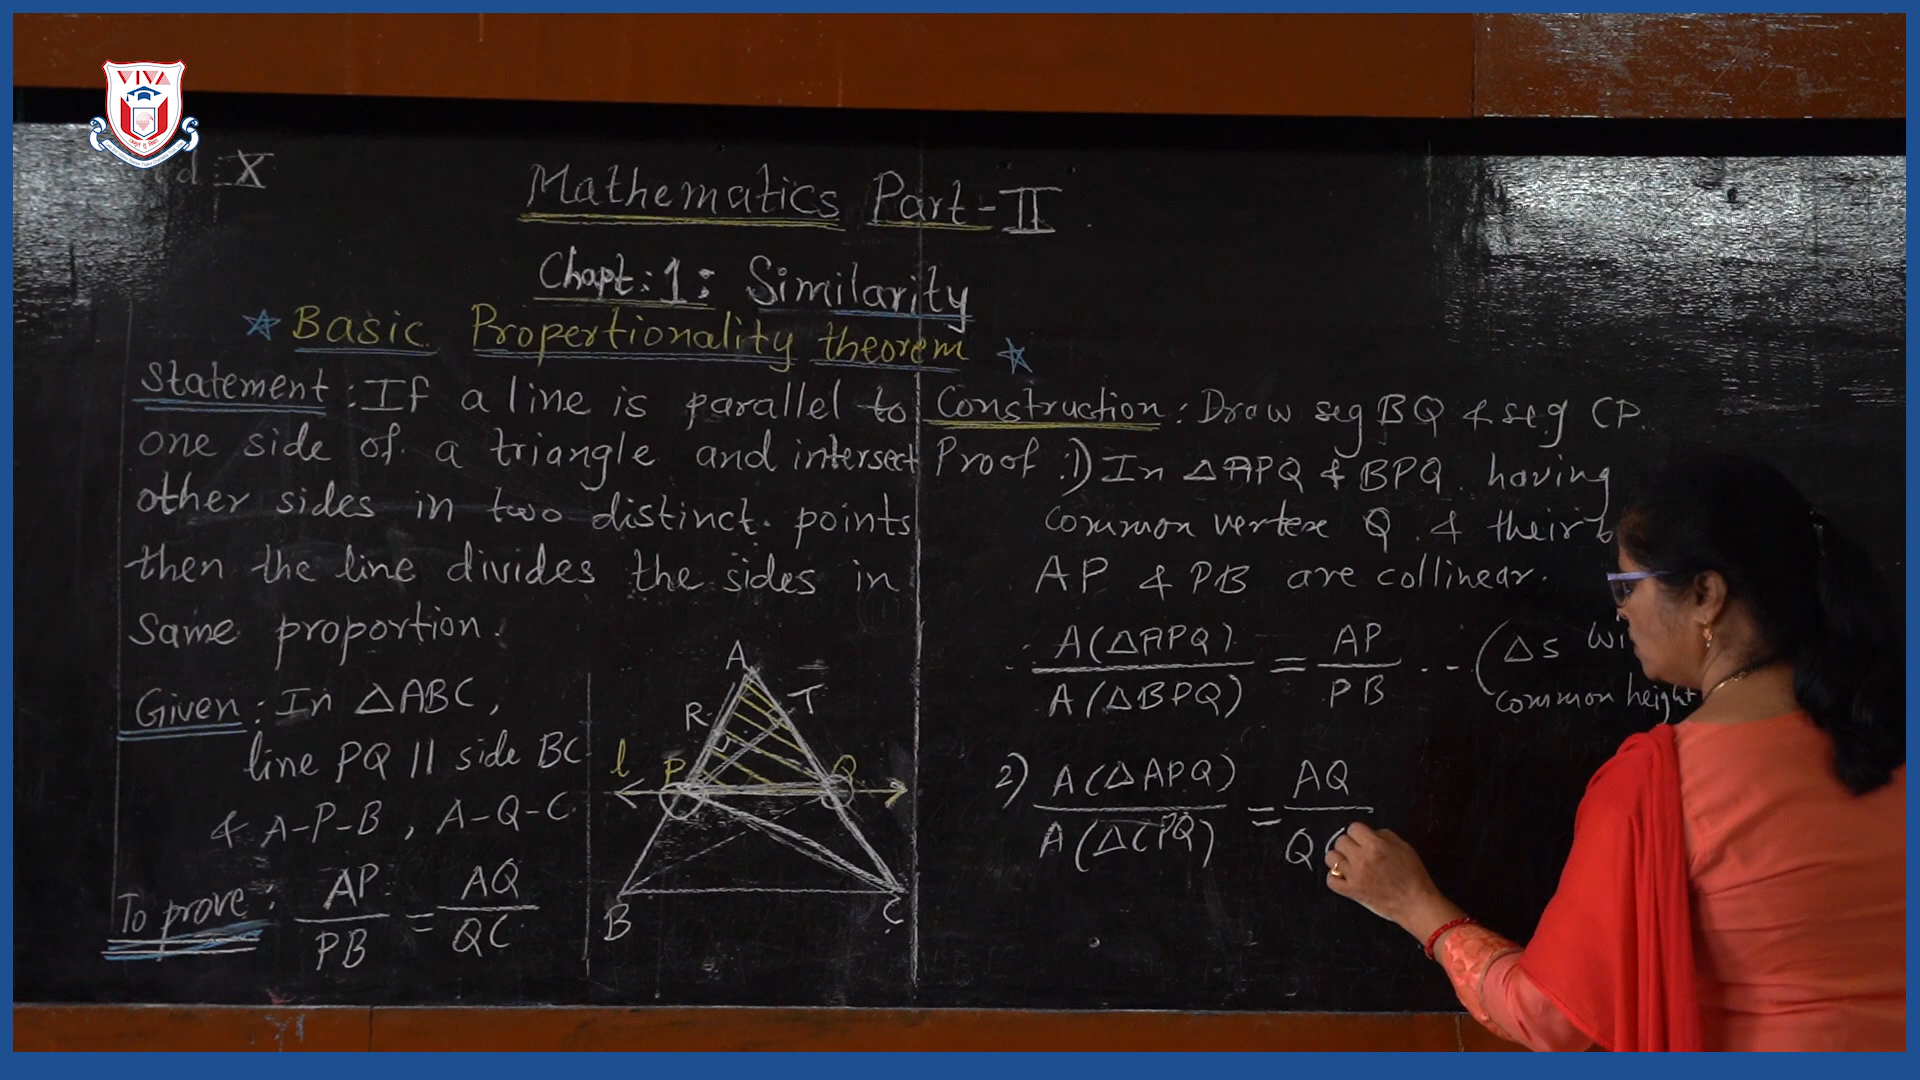 VIVA
d : X
Mathematics Part-II
Chapt: 1: Similarity
Basic Propertionality theorem
Statement: If a line is parallel to
one side of a triangle and intersect
other sides in two distinct points
then the line divides the sides in
Same proportion.
Given: In △ABC,
line PQ || side BC
& A-P-B, A-Q-C
To prove: AP/PB = AQ/QC
A
R
T
l
P
Q
B
C
Construction: Draw seg BQ & seg CP.
Proof :1) In △APQ & BPQ having
common vertex Q & their b
AP & PB are collinear.
A(△APQ)/A(△BPQ) = AP/PB -- (△s wi
common height
2) A(△APQ)/A(△CPQ) = AQ/Q